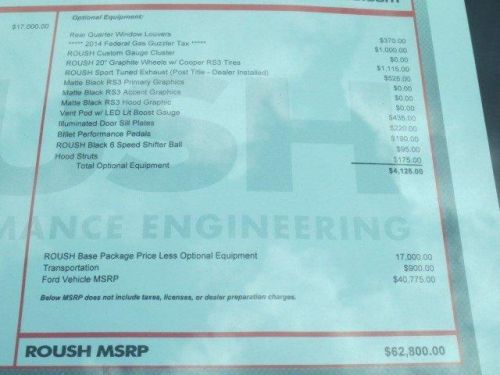 .com
$17,000.00
Optional Equipment:
Rear Quarter Window Louvers $370.00
***** 2014 Federal Gas Guzzler Tax ***** $1,000.00
ROUSH Custom Gauge Cluster $0.00
ROUSH 20" Graphite Wheels w/ Cooper RS3 Tires $1,115.00
ROUSH Sport Tuned Exhaust (Post Title - Dealer Installed) $525.00
Matte Black RS3 Primary Graphics $0.00
Matte Black RS3 Accent Graphics $0.00
Matte Black RS3 Hood Graphic $0.00
Vent Pod w/ LED Lit Boost Gauge $435.00
Illuminated Door Sill Plates $220.00
Billet Performance Pedals $190.00
ROUSH Black 6 Speed Shifter Ball $95.00
Hood Struts $175.00
Total Optional Equipment $4,125.00
USH
MANCE ENGINEERING
ROUSH Base Package Price Less Optional Equipment 17,000.00
Transportation $900.00
Ford Vehicle MSRP $40,775.00
Below MSRP does not include taxes, licenses, or dealer preparation charges.
ROUSH MSRP $62,800.00